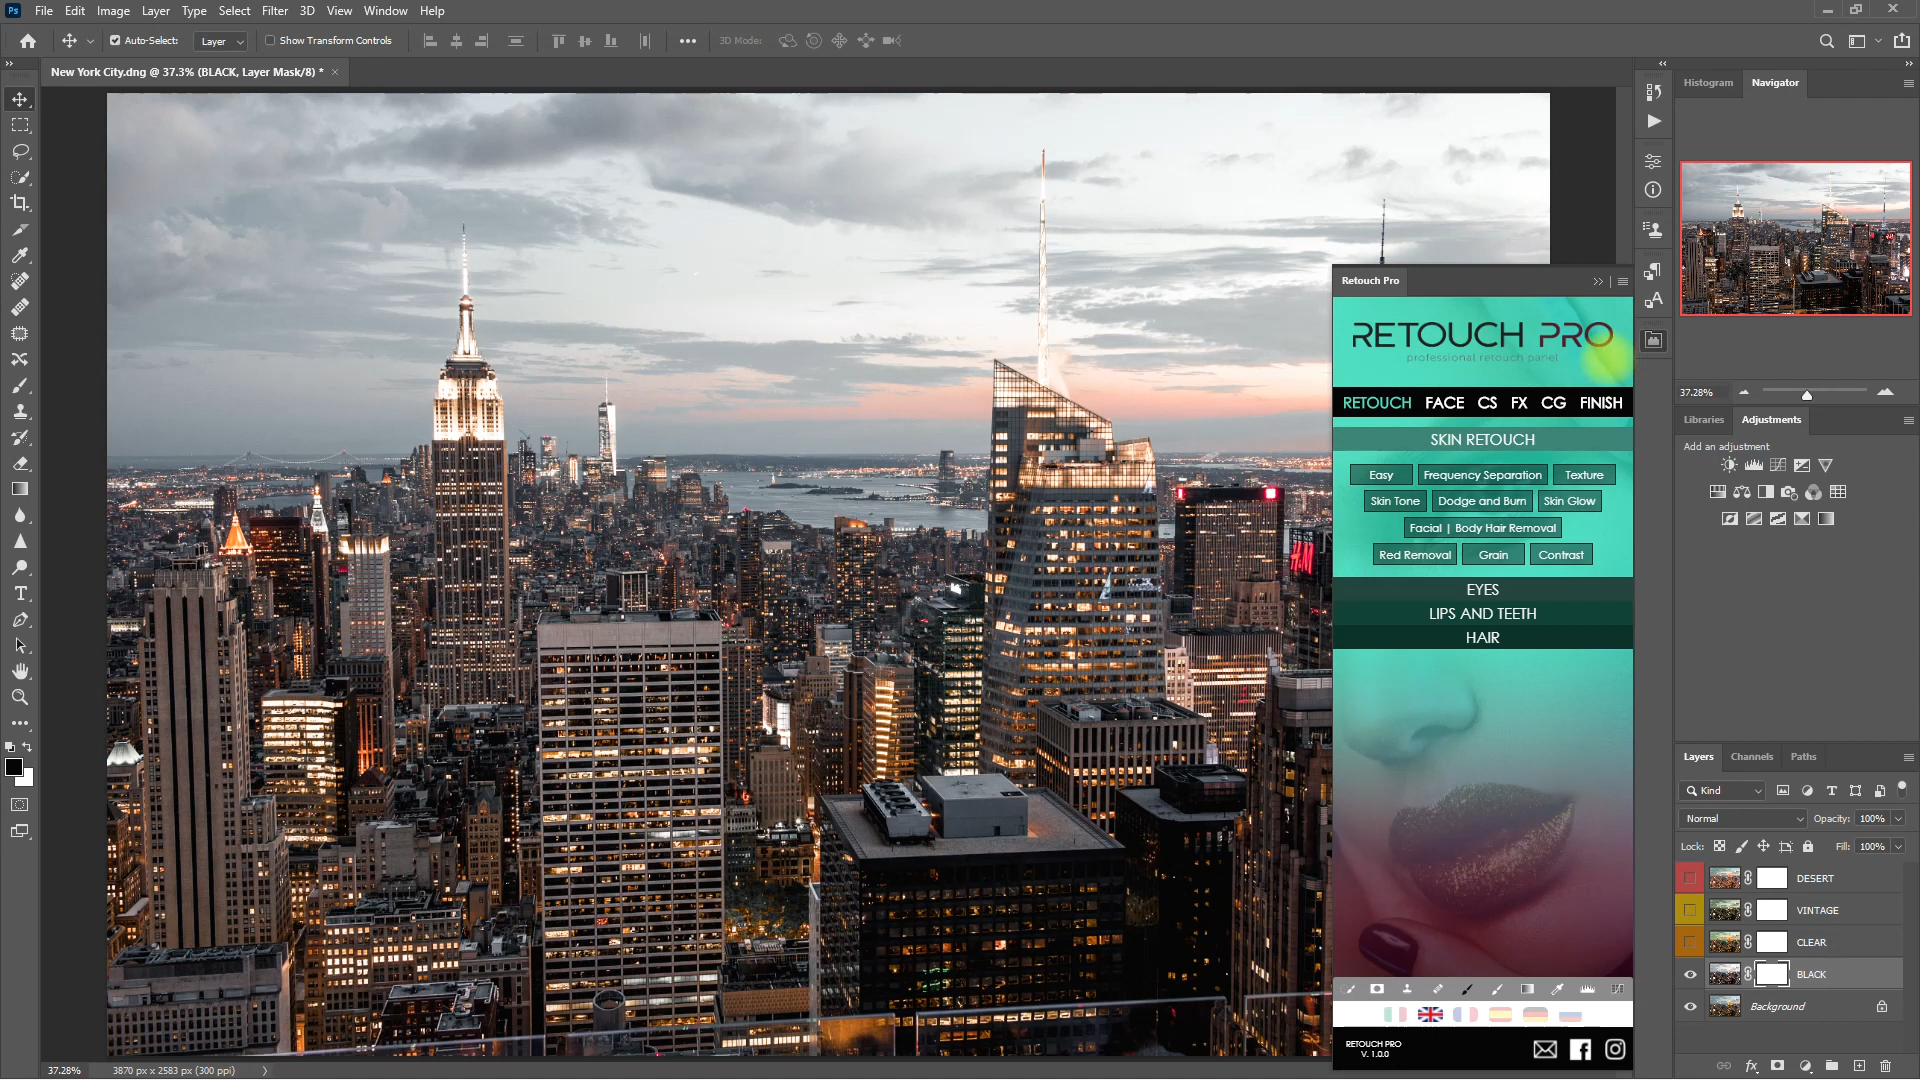 Ps File Edit Image Layer Type Select Filter 3D View Window Help
Auto-Select: Layer Show Transform Controls 3D Mode:
New York City.dng @ 37.3% (BLACK, Layer Mask/8) * ×
Histogram Navigator
37.28%
Libraries Adjustments
Add an adjustment
Retouch Pro
RETOUCH PRO
professional retouch panel
RETOUCH FACE CS FX CG FINISH
SKIN RETOUCH
Easy Frequency Separation Texture
Skin Tone Dodge and Burn Skin Glow
Facial | Body Hair Removal
Red Removal Grain Contrast
EYES
LIPS AND TEETH
HAIR
RETOUCH PRO
V. 1.0.0
Layers Channels Paths
Kind
Normal Opacity: 100%
Lock: Fill: 100%
DESERT
VINTAGE
CLEAR
BLACK
Background
37.28% 3870 px x 2583 px (300 ppi)